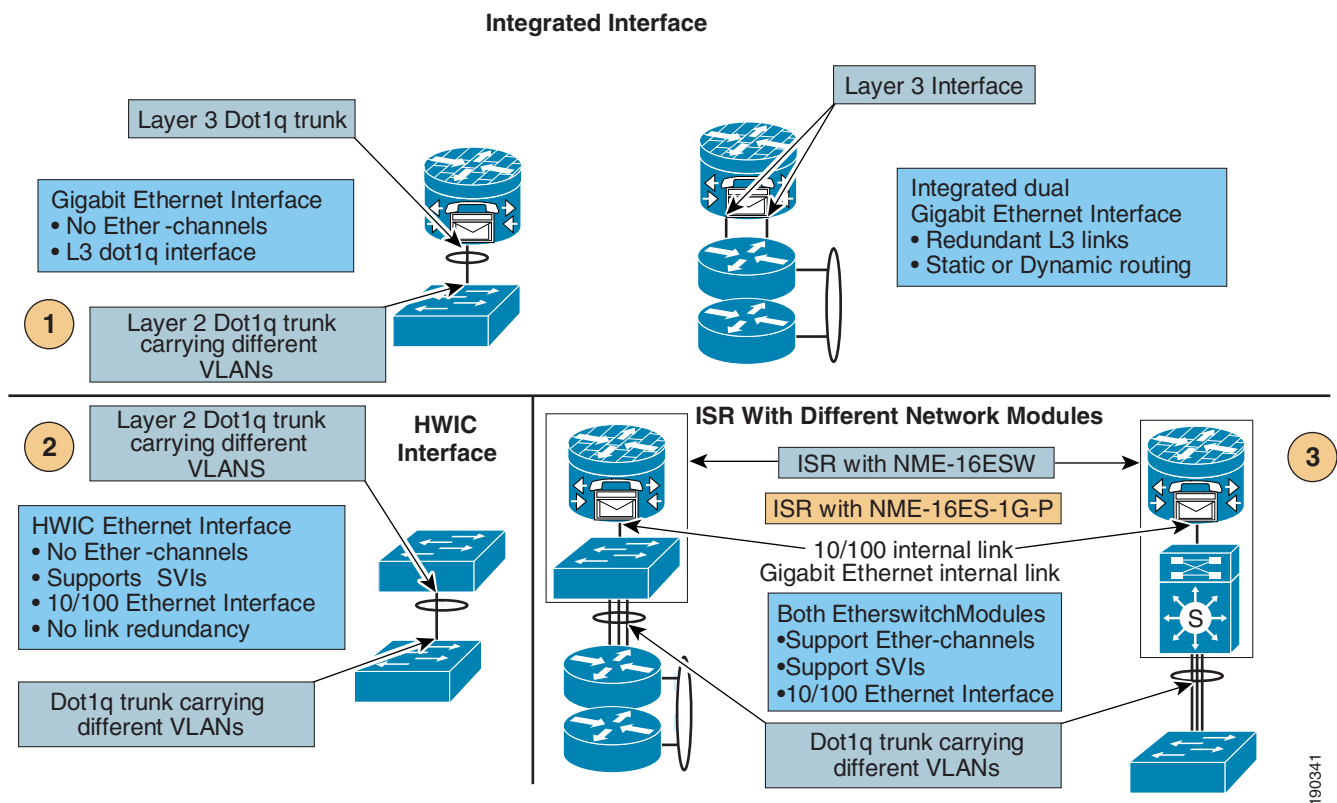 Integrated Interface
Layer 3 Dot1q trunk
Layer 3 Interface
Gigabit Ethernet Interface
• No Ether -channels
• L3 dot1q interface
Integrated dual
Gigabit Ethernet Interface
• Redundant L3 links
• Static or Dynamic routing
1
Layer 2 Dot1q trunk
carrying different
VLANs
2
Layer 2 Dot1q trunk
carrying different
VLANS
HWIC
Interface
HWIC Ethernet Interface
• No Ether -channels
• Supports SVIs
• 10/100 Ethernet Interface
• No link redundancy
Dot1q trunk carrying
different VLANs
ISR With Different Network Modules
ISR with NME-16ESW
3
ISR with NME-16ES-1G-P
10/100 internal link
Gigabit Ethernet internal link
Both EtherswitchModules
•Support Ether-channels
•Support SVIs
•10/100 Ethernet Interface
S
Dot1q trunk carrying
different VLANs
190341